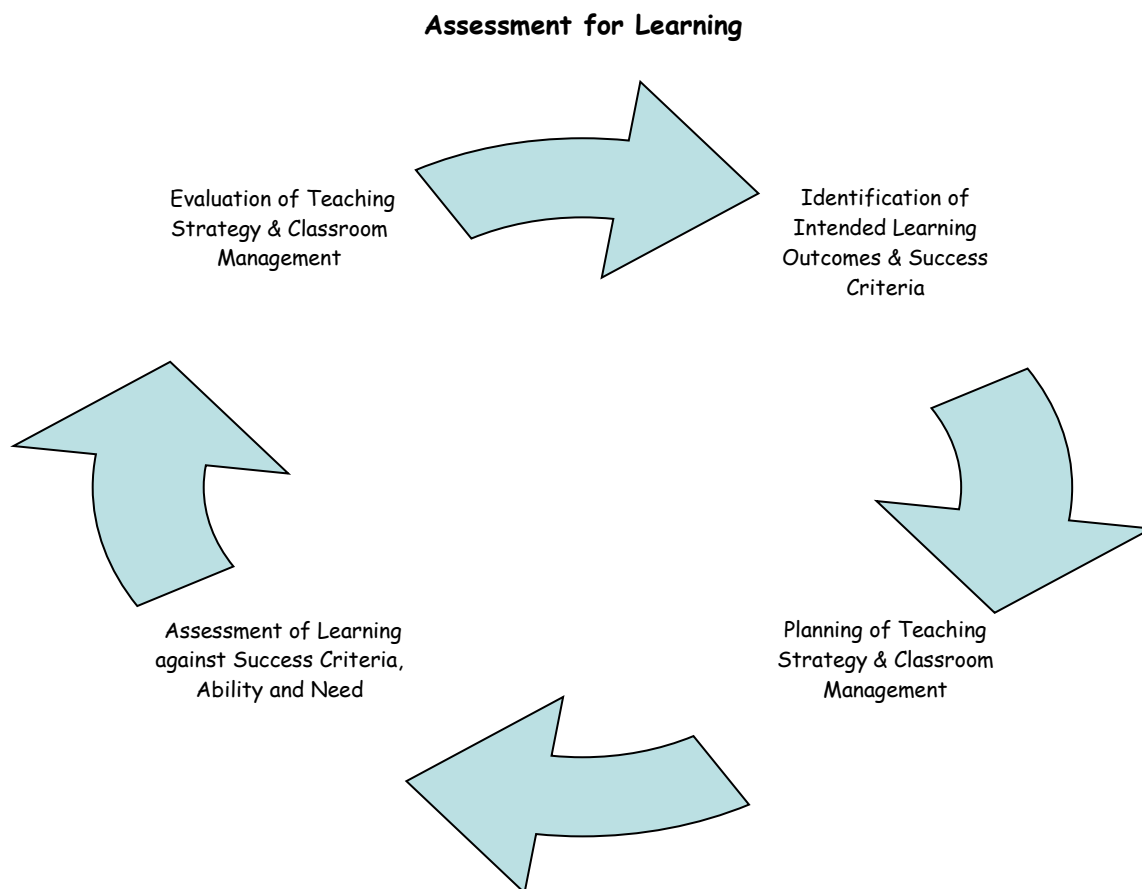 Assessment for Learning
Evaluation of Teaching
Strategy & Classroom
Management
Identification of
Intended Learning
Outcomes & Success
Criteria
Assessment of Learning
against Success Criteria,
Ability and Need
Planning of Teaching
Strategy & Classroom
Management